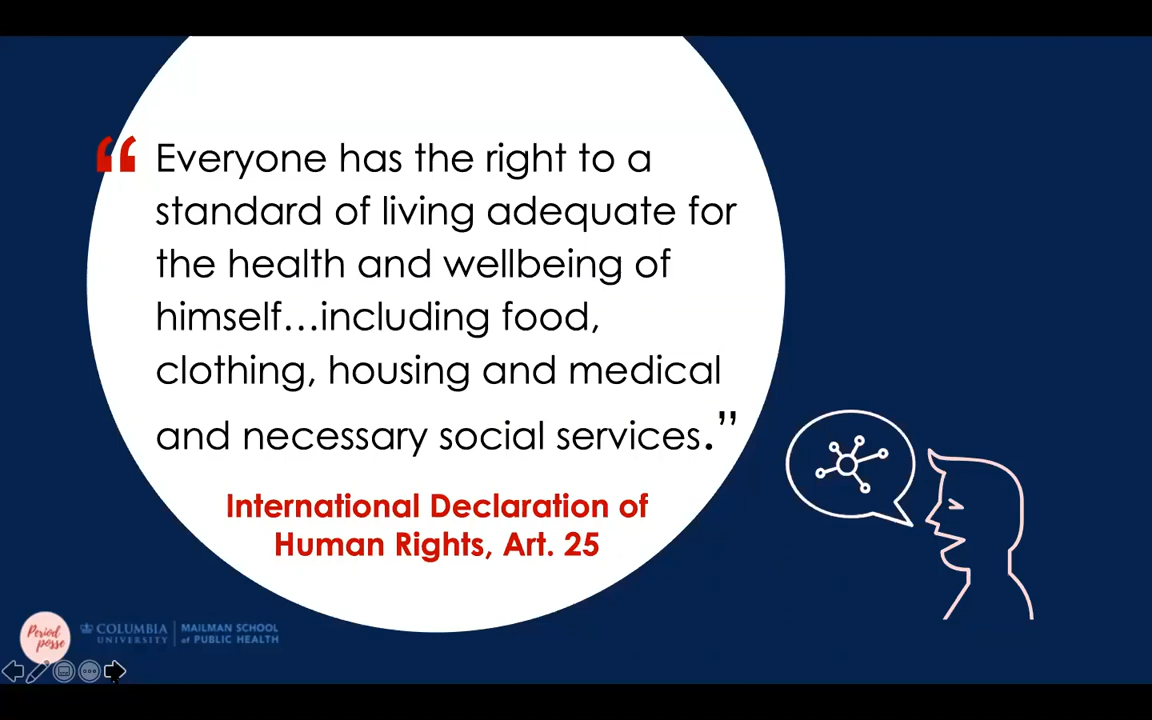 “ Everyone has the right to a
standard of living adequate for
the health and wellbeing of
himself…including food,
clothing, housing and medical
and necessary social services.”
International Declaration of
Human Rights, Art. 25
Period
posse
COLUMBIA
UNIVERSITY
MAILMAN SCHOOL
of PUBLIC HEALTH